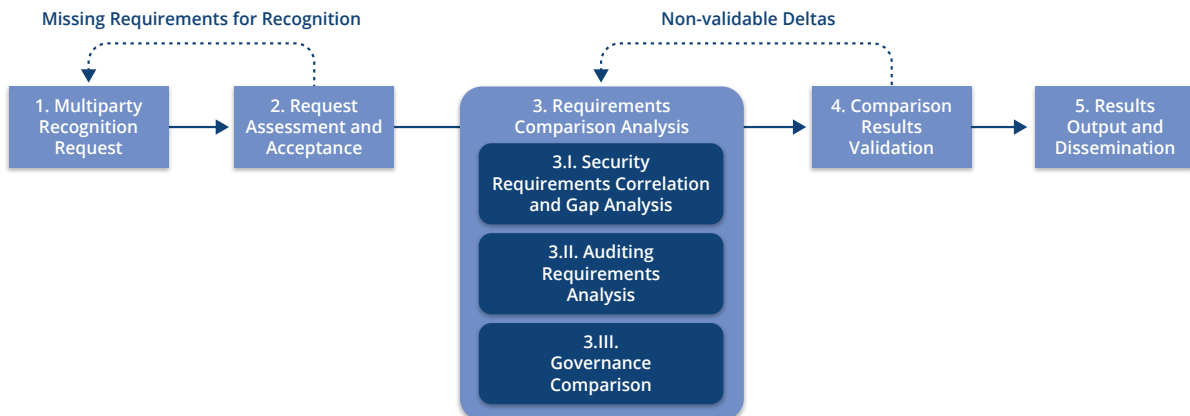 Missing Requirements for Recognition
Non-validable Deltas
1. Multiparty
Recognition
Request
2. Request
Assessment and
Acceptance
3. Requirements
Comparison Analysis
3.I. Security
Requirements Correlation
and Gap Analysis
3.II. Auditing
Requirements
Analysis
3.III.
Governance
Comparison
4. Comparison
Results
Validation
5. Results
Output and
Dissemination